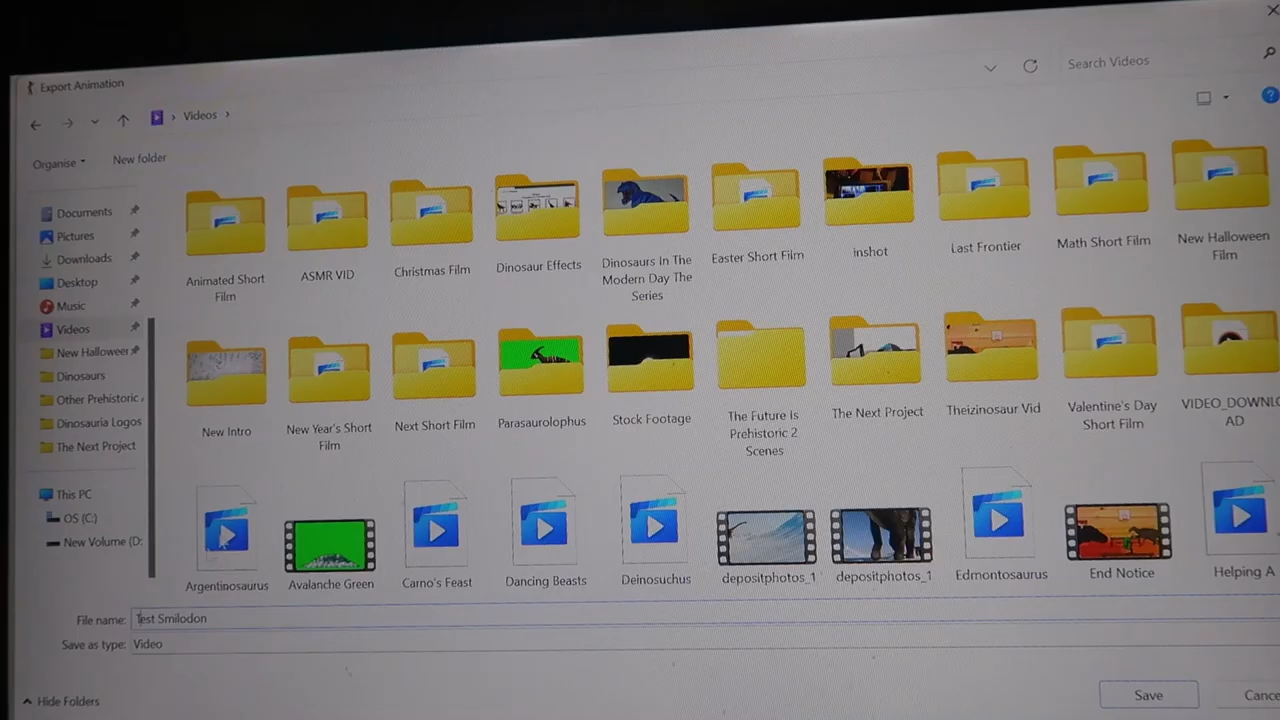 Export Animation
Videos
Search Videos
Organise
New folder
Documents
Pictures
Downloads
Desktop
Music
Videos
New Hallowee
Dinosaurs
Other Prehistoric
Dinosauria Logos
The Next Project
This PC
OS (C:)
New Volume (D:
Animated Short
Film
ASMR VID
Christmas Film
Dinosaur Effects
Dinosaurs In The
Modern Day The
Series
Easter Short Film
inshot
Last Frontier
Math Short Film
New Halloween
Film
New Intro
New Year's Short
Film
Next Short Film
Parasaurolophus
Stock Footage
The Future Is
Prehistoric 2
Scenes
The Next Project
Theizinosaur Vid
Valentine's Day
Short Film
VIDEO_DOWNLO
AD
Argentinosaurus
Avalanche Green
Carno's Feast
Dancing Beasts
Deinosuchus
depositphotos_1
depositphotos_1
Edmontosaurus
End Notice
Helping A
File name: Test Smilodon
Save as type: Video
Hide Folders
Save
Cance